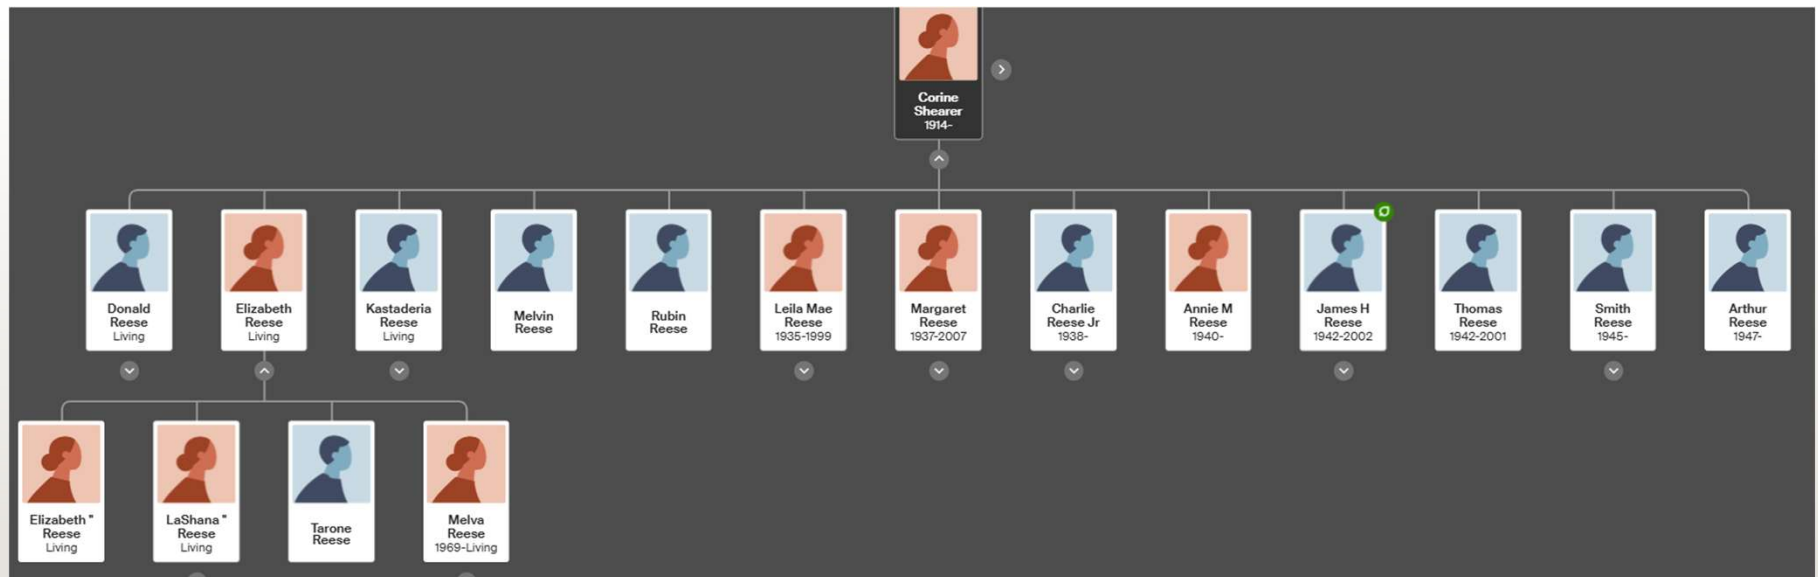 Corine
Shearer
1914-
Donald
Reese
Living
Elizabeth
Reese
Living
Kastaderia
Reese
Living
Melvin
Reese
Rubin
Reese
Leila Mae
Reese
1935-1999
Margaret
Reese
1937-2007
Charlie
Reese Jr
1938-
Annie M
Reese
1940-
James H
Reese
1942-2002
Thomas
Reese
1942-2001
Smith
Reese
1945-
Arthur
Reese
1947-
Elizabeth "
Reese
Living
LaShana "
Reese
Living
Tarone
Reese
Melva
Reese
1969-Living